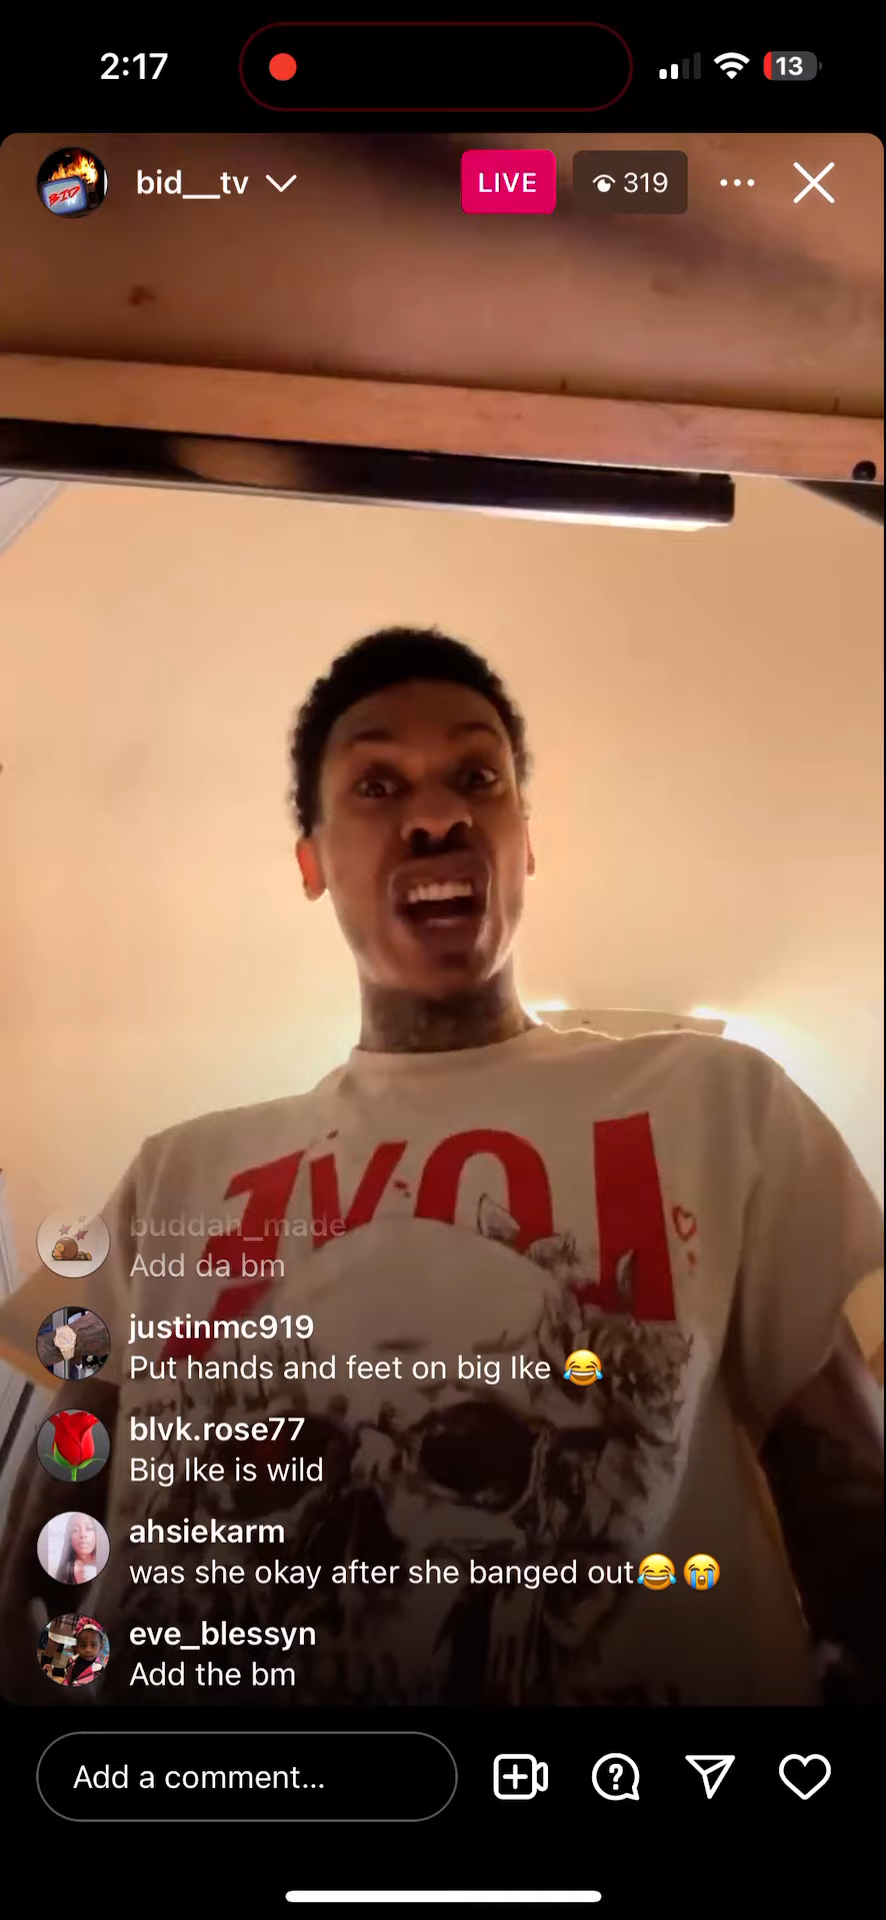 2:17
13
BID
bid__tv
LIVE
319
buddah_made
Add da bm
justinmc919
Put hands and feet on big Ike 😂
blvk.rose77
Big Ike is wild
ahsiekarm
was she okay after she banged out😂😭
eve_blessyn
Add the bm
Add a comment...